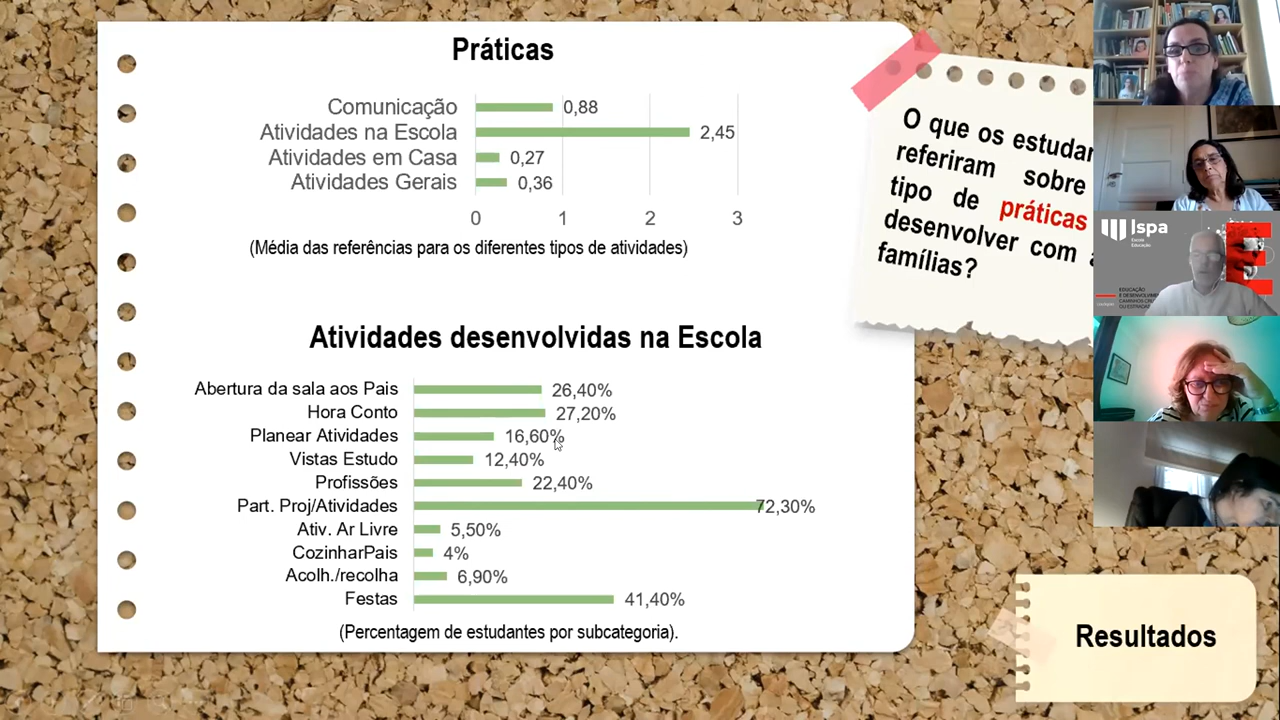 Práticas
Comunicação 0,88
Atividades na Escola 2,45
Atividades em Casa 0,27
Atividades Gerais 0,36
0 1 2 3
(Média das referências para os diferentes tipos de atividades)
Atividades desenvolvidas na Escola
Abertura da sala aos Pais 26,40%
Hora Conto 27,20%
Planear Atividades 16,60%
Vistas Estudo 12,40%
Profissões 22,40%
Part. Proj/Atividades 72,30%
Ativ. Ar Livre 5,50%
CozinharPais 4%
Acolh./recolha 6,90%
Festas 41,40%
(Percentagem de estudantes por subcategoria).
O que os estudan
referiram sobre
tipo de práticas
desenvolver com a
famílias?
Ispa
Escola
Educação
EDUCAÇÃO
E DESENVOLVIME
Resultados